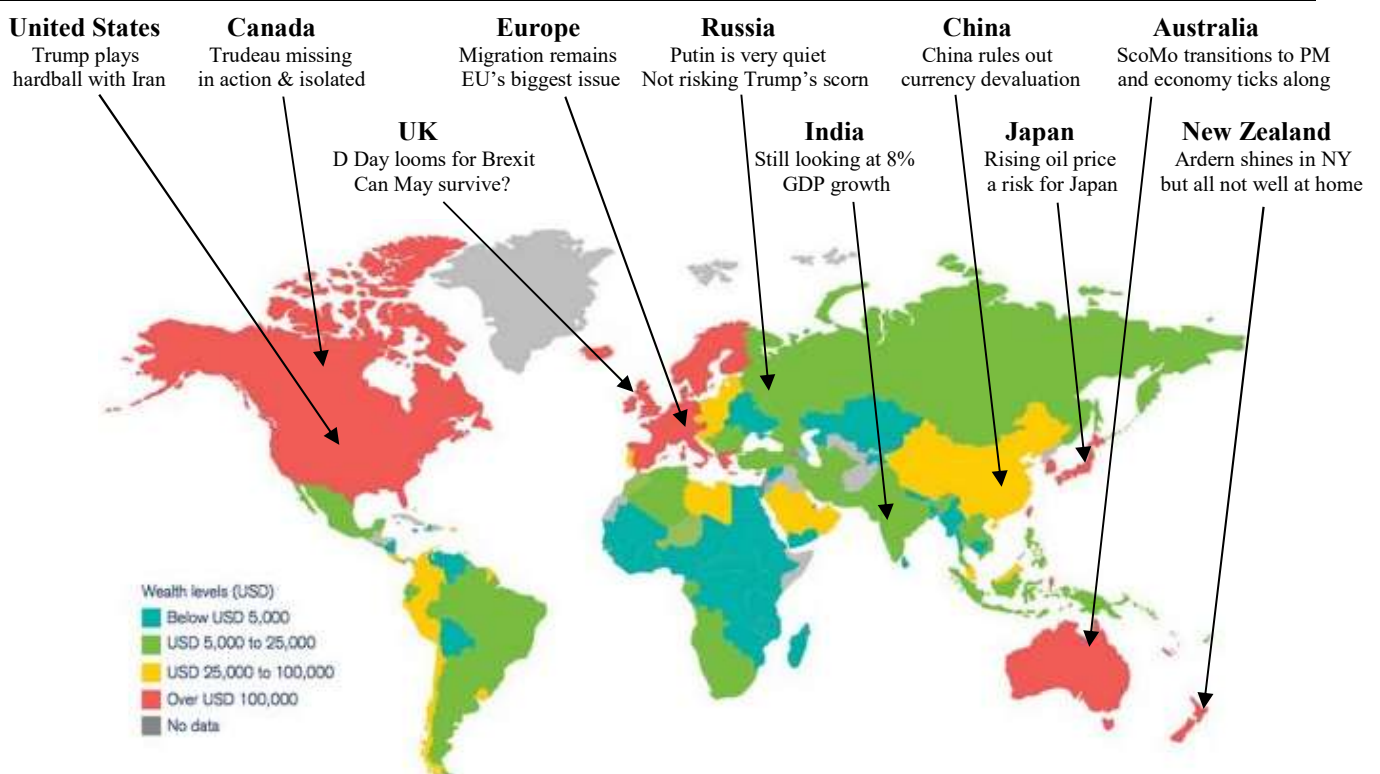 United States
Trump plays
hardball with Iran
Canada
Trudeau missing
in action & isolated
Europe
Migration remains
EU's biggest issue
Russia
Putin is very quiet
Not risking Trump's scorn
China
China rules out
currency devaluation
Australia
ScoMo transitions to PM
and economy ticks along
UK
D Day looms for Brexit
Can May survive?
India
Still looking at 8%
GDP growth
Japan
Rising oil price
a risk for Japan
New Zealand
Ardern shines in NY
but all not well at home
Wealth levels (USD)
Below USD 5,000
USD 5,000 to 25,000
USD 25,000 to 100,000
Over USD 100,000
No data